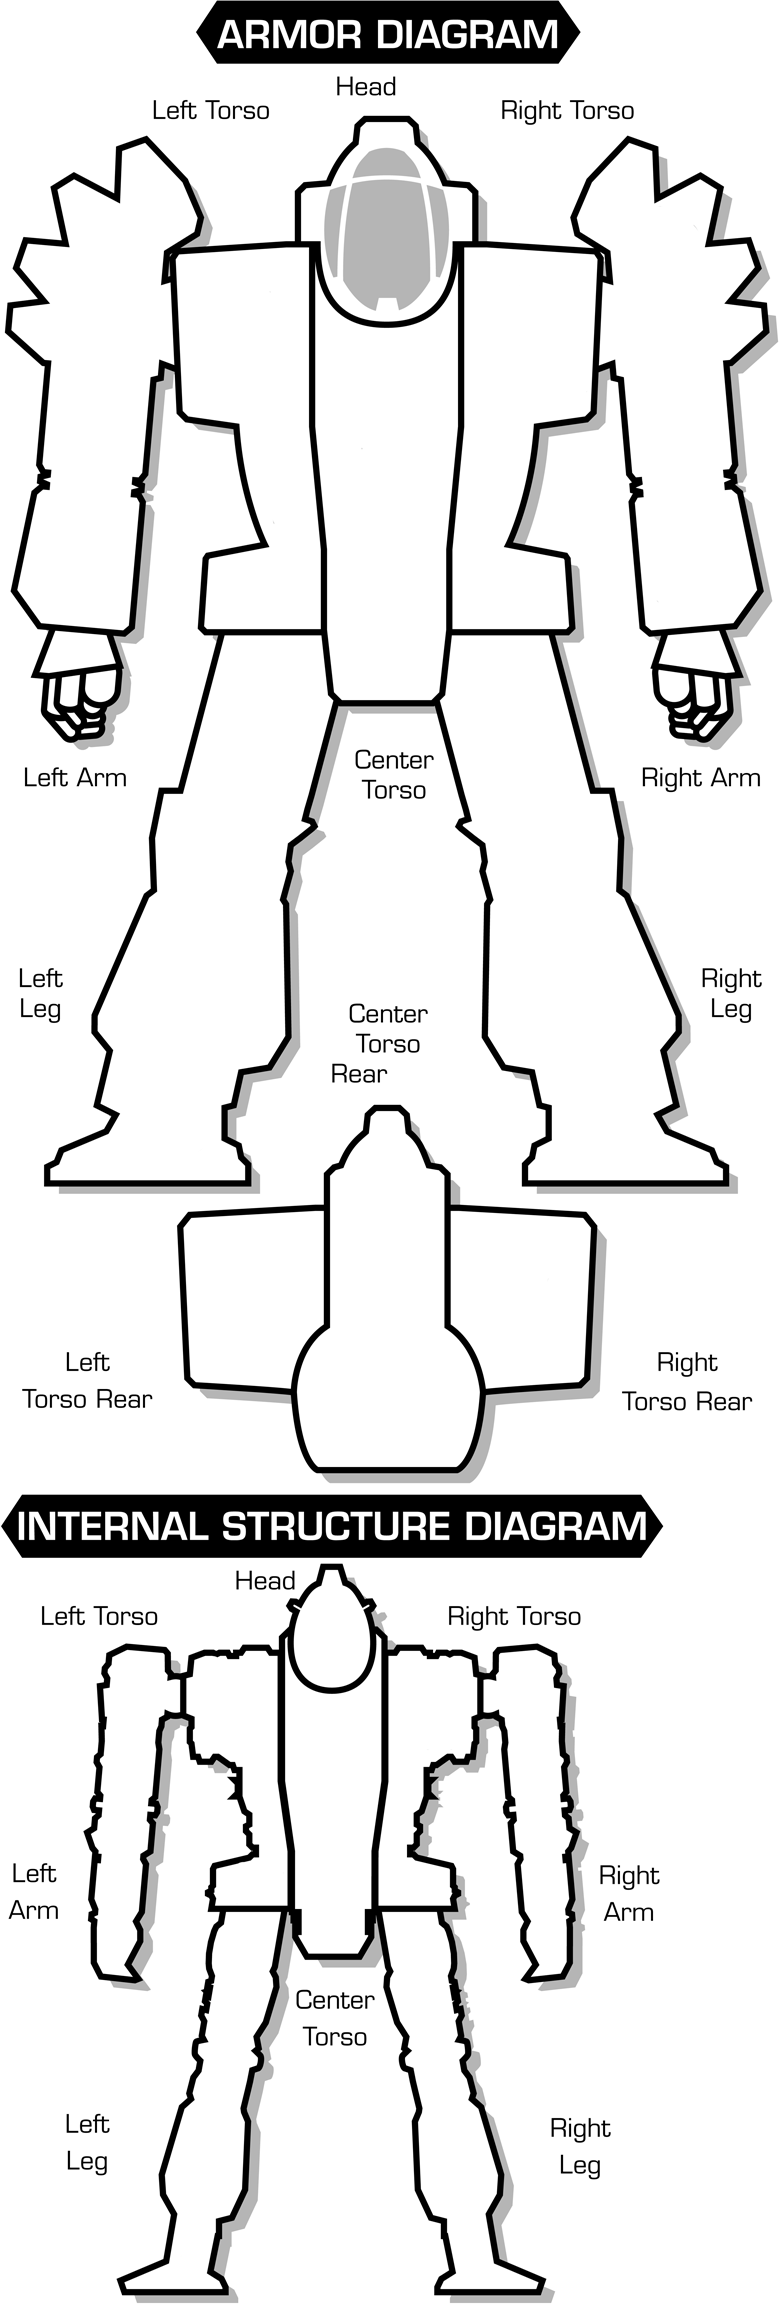 ARMOR DIAGRAM
Head
Left Torso
Right Torso
Left Arm
Center
Torso
Right Arm
Left
Leg
Right
Leg
Center
Torso
Rear
Left
Torso Rear
Right
Torso Rear
INTERNAL STRUCTURE DIAGRAM
Head
Left Torso
Right Torso
Left
Arm
Right
Arm
Center
Torso
Left
Leg
Right
Leg